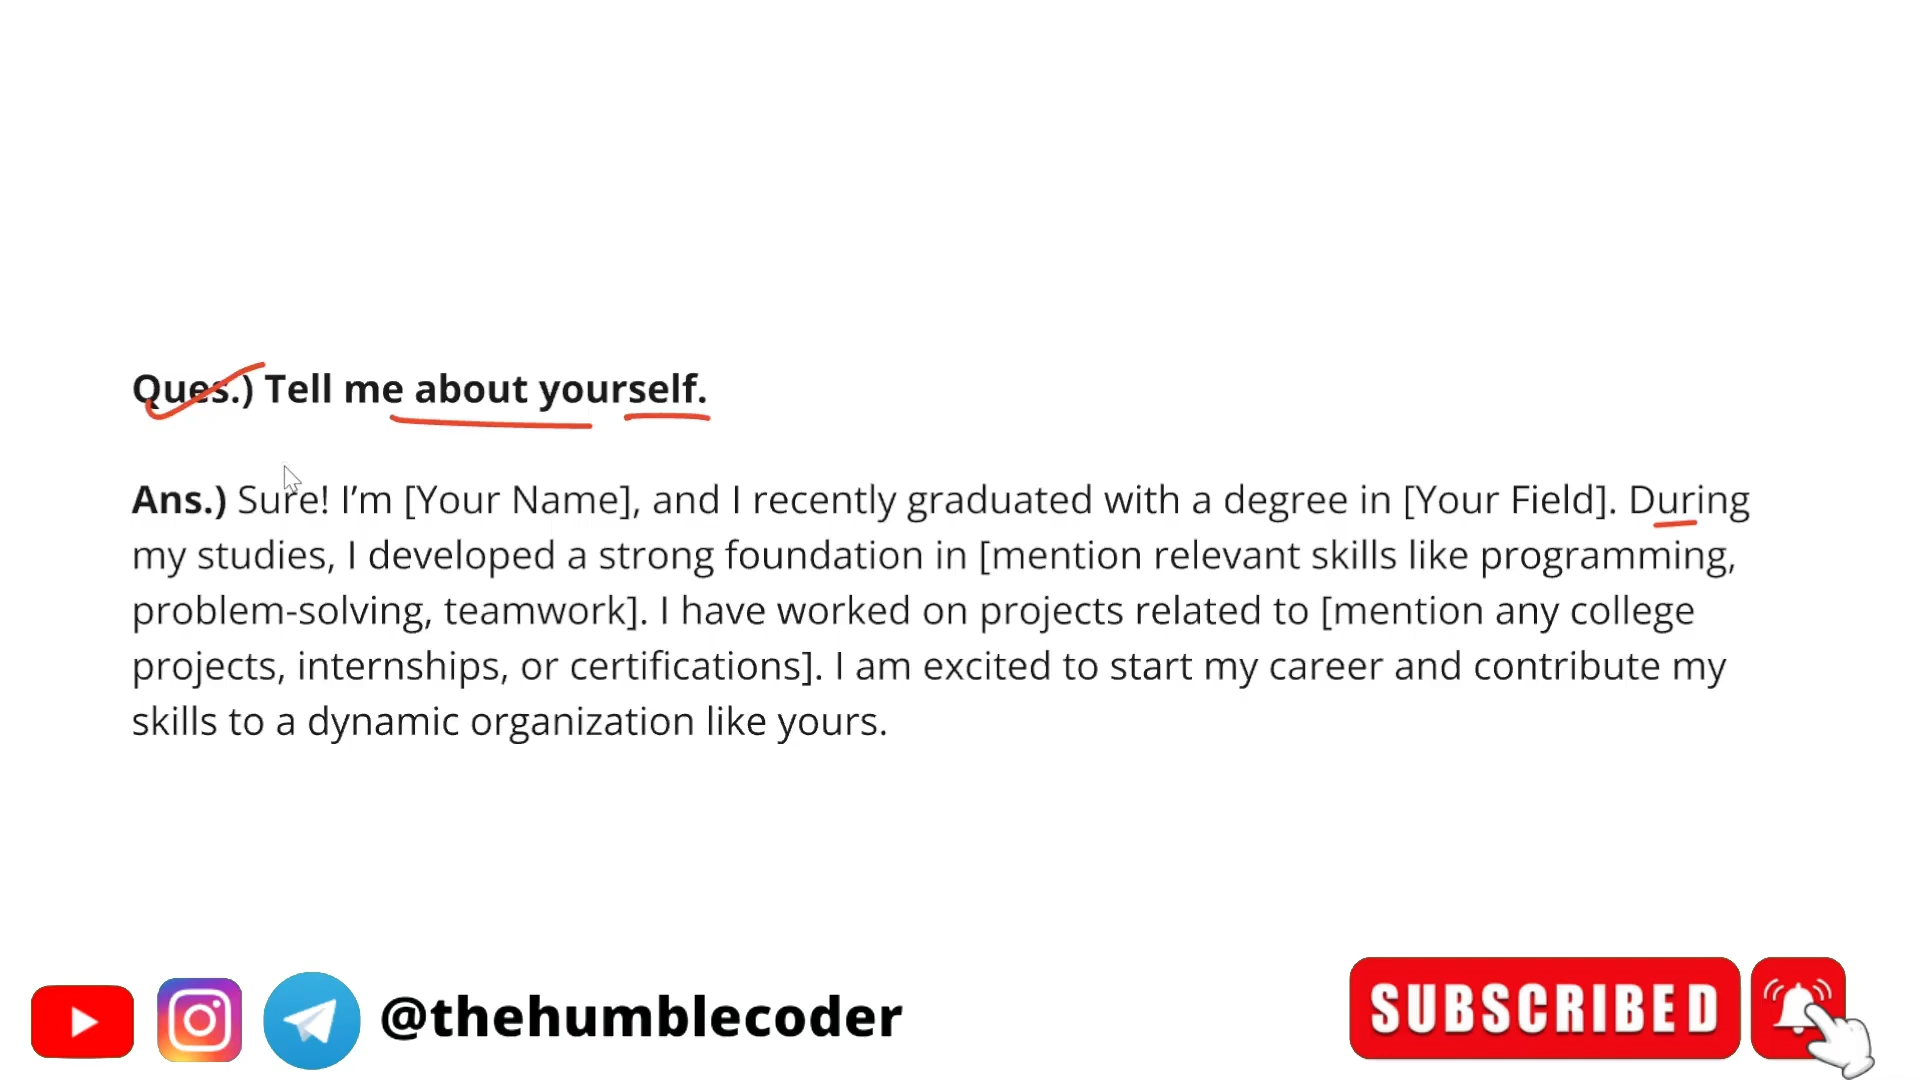 Ques.) Tell me about yourself.
Ans.) Sure! I’m [Your Name], and I recently graduated with a degree in [Your Field]. During
my studies, I developed a strong foundation in [mention relevant skills like programming,
problem-solving, teamwork]. I have worked on projects related to [mention any college
projects, internships, or certifications]. I am excited to start my career and contribute my
skills to a dynamic organization like yours.
@thehumblecoder
SUBSCRIBED